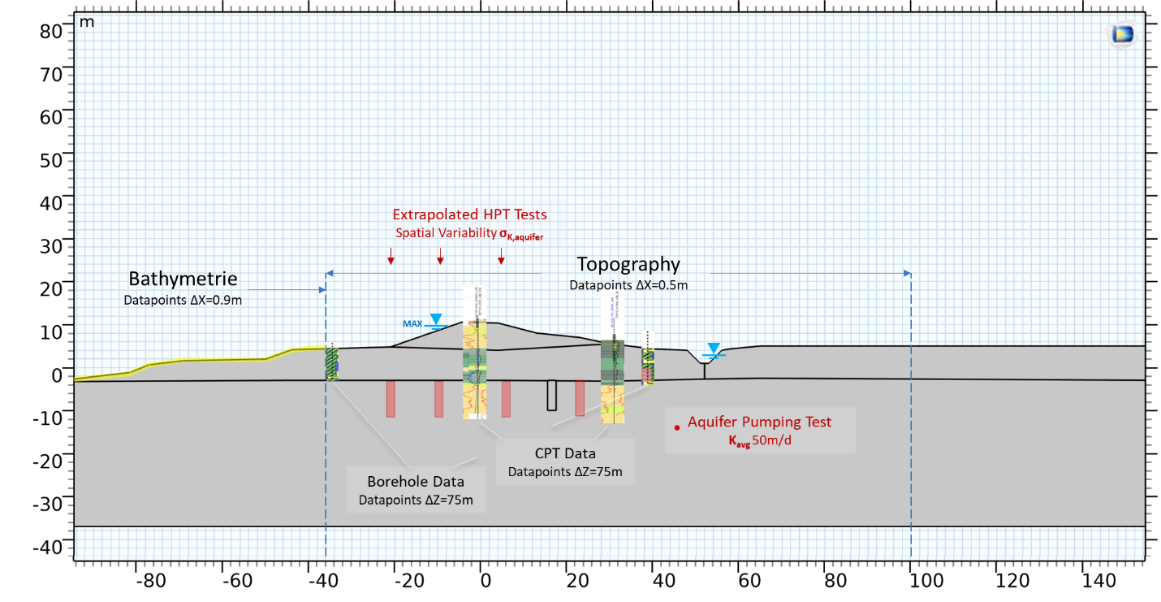 m
80
70
60
50
40
30
20
10
0
-10
-20
-30
-40
-80
-60
-40
-20
0
20
40
60
80
100
120
140
Extrapolated HPT Tests
Spatial Variability σK,aquifer
Bathymetrie
Datapoints ΔX=0.9m
Topography
Datapoints ΔX=0.5m
MAX
Aquifer Pumping Test
Kavg 50m/d
CPT Data
Datapoints ΔZ=75m
Borehole Data
Datapoints ΔZ=75m